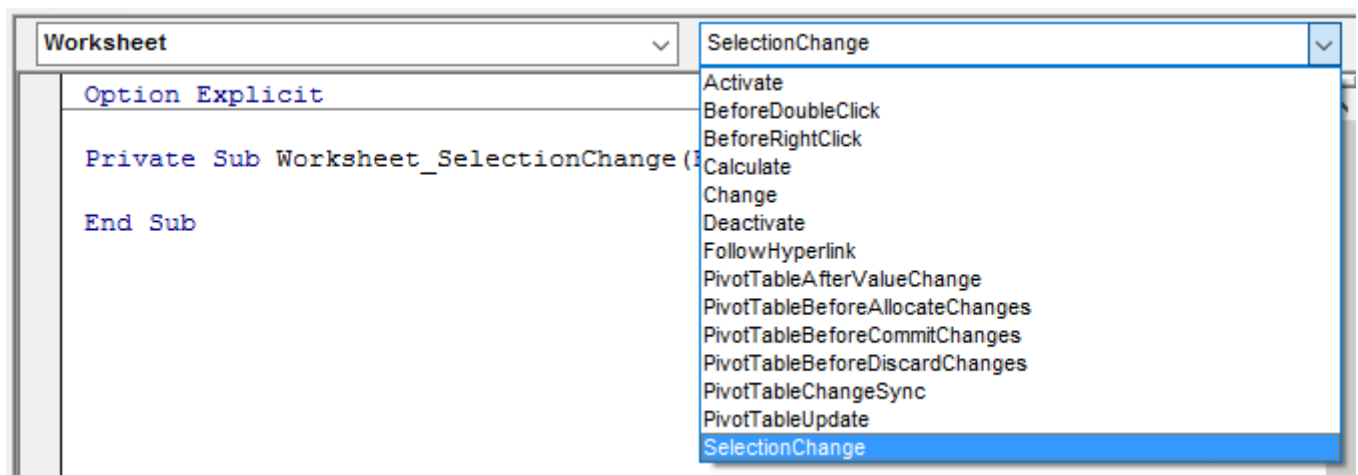 Worksheet
SelectionChange
Option Explicit
Private Sub Worksheet_SelectionChange(
End Sub
Activate
BeforeDoubleClick
BeforeRightClick
Calculate
Change
Deactivate
FollowHyperlink
PivotTableAfterValueChange
PivotTableBeforeAllocateChanges
PivotTableBeforeCommitChanges
PivotTableBeforeDiscardChanges
PivotTableChangeSync
PivotTableUpdate
SelectionChange